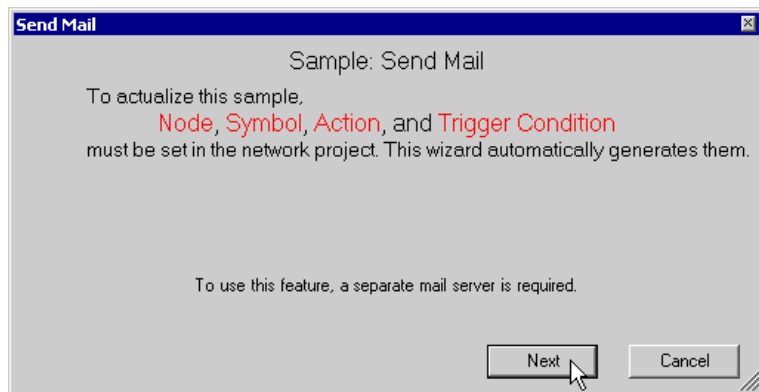 Send Mail
Sample: Send Mail
To actualize this sample,
Node, Symbol, Action, and Trigger Condition
must be set in the network project. This wizard automatically generates them.
To use this feature, a separate mail server is required.
Next
Cancel